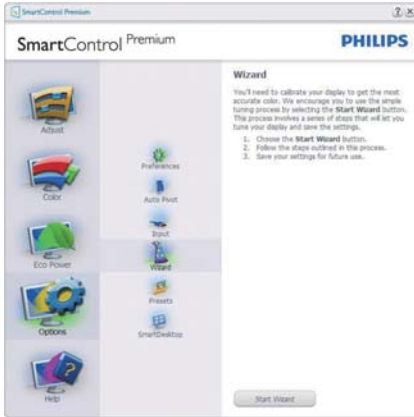 SmartControl Premium
SmartControl Premium
PHILIPS
Adjust
Color
Eco Power
Options
Help
Preferences
Auto Pivot
Input
Wizard
Presets
SmartDesktop
Wizard
You'll need to calibrate your display to get the most
accurate color. We encourage you to use the simple
tuning process by selecting the Start Wizard button.
This process involves a series of steps that will let you
tune your display and save the settings.
1. Choose the Start Wizard button.
2. Follow the steps outlined in the process.
3. Save your settings for future use.
Start Wizard